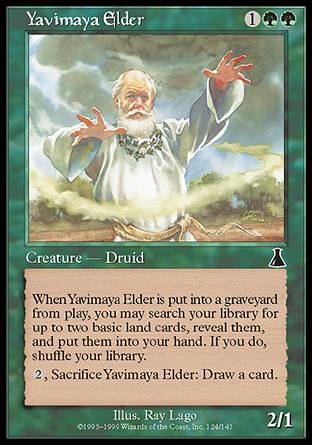 Yavimaya Elder 1
Creature — Druid
When Yavimaya Elder is put into a graveyard
from play, you may search your library for
up to two basic land cards, reveal them,
and put them into your hand. If you do,
shuffle your library.
2, Sacrifice Yavimaya Elder: Draw a card.
2/1
Illus. Ray Lago
©1993–1999 Wizards of the Coast, Inc. 124/143